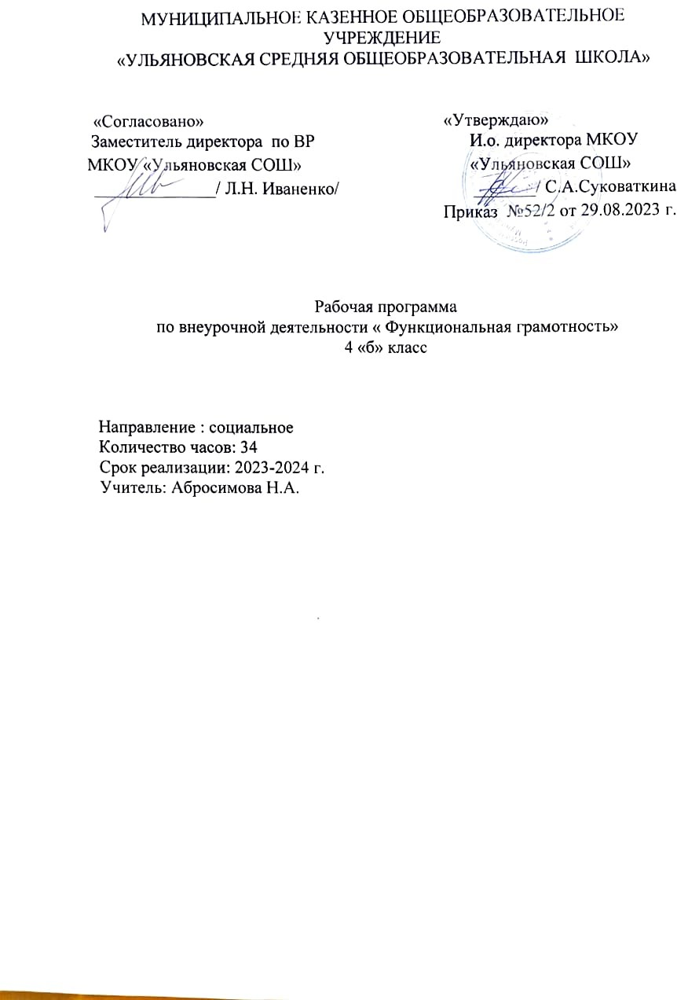 МУНИЦИПАЛЬНОЕ КАЗЕННОЕ ОБЩЕОБРАЗОВАТЕЛЬНОЕ
УЧРЕЖДЕНИЕ
«УЛЬЯНОВСКАЯ СРЕДНЯЯ ОБЩЕОБРАЗОВАТЕЛЬНАЯ ШКОЛА»
«Согласовано»
Заместитель директора по ВР
МКОУ «Ульяновская СОШ»
/ Л.Н. Иваненко/
«Утверждаю»
И.о. директора МКОУ
«Ульяновская СОШ»
/ С.А.Суковаткина
Приказ №52/2 от 29.08.2023 г.
Рабочая программа
по внеурочной деятельности « Функциональная грамотность»
4 «б» класс
Направление : социальное
Количество часов: 34
Срок реализации: 2023-2024 г.
Учитель: Абросимова Н.А.